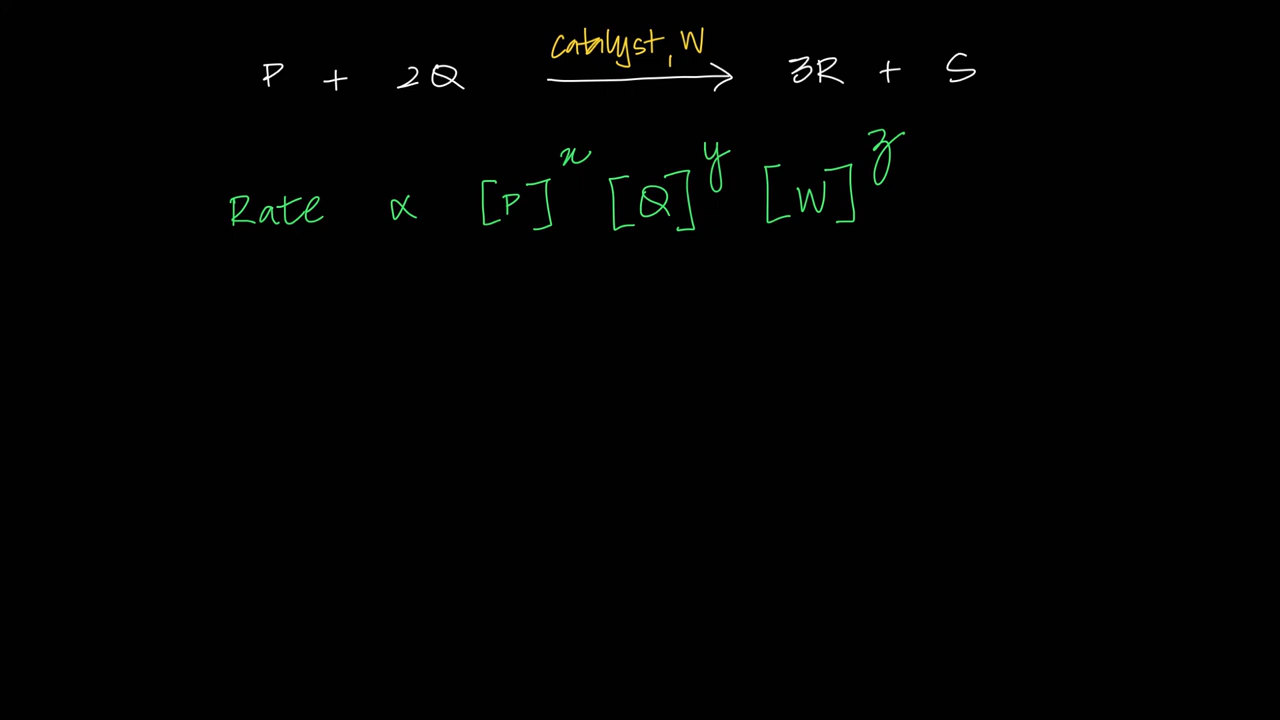 P + 2Q catalyst, W → 3R + S
Rate ∝ [P]^x [Q]^y [W]^z